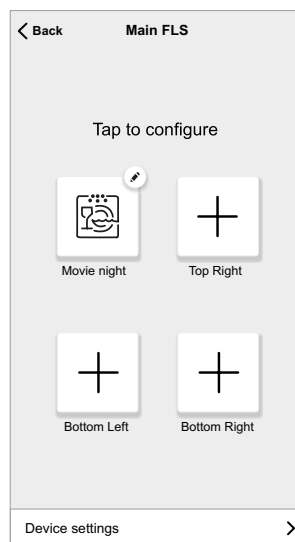 Back Main FLS
Tap to configure
Movie night Top Right
Bottom Left Bottom Right
Device settings